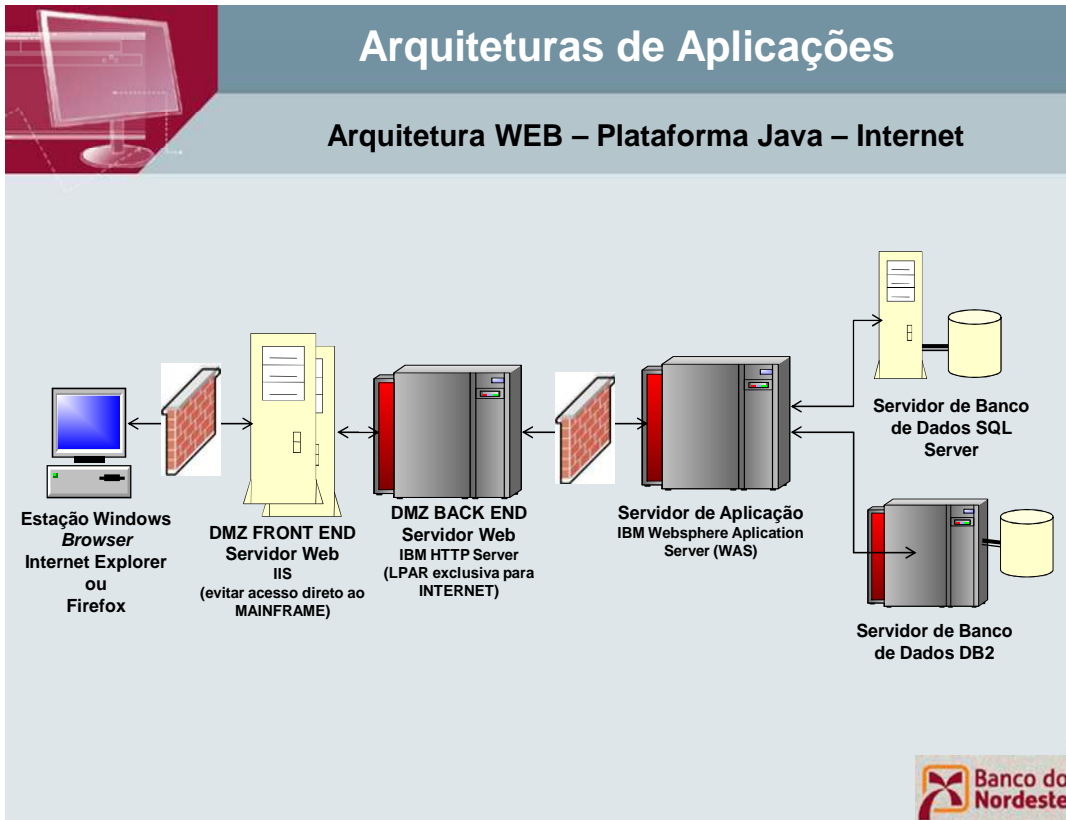 Arquiteturas de Aplicações
Arquitetura WEB – Plataforma Java – Internet
Estação Windows
Browser
Internet Explorer
ou
Firefox
DMZ FRONT END
Servidor Web
IIS
(evitar acesso direto ao
MAINFRAME)
DMZ BACK END
Servidor Web
IBM HTTP Server
(LPAR exclusiva para
INTERNET)
Servidor de Aplicação
IBM Websphere Aplication
Server (WAS)
Servidor de Banco
de Dados SQL
Server
Servidor de Banco
de Dados DB2
Banco do
Nordeste